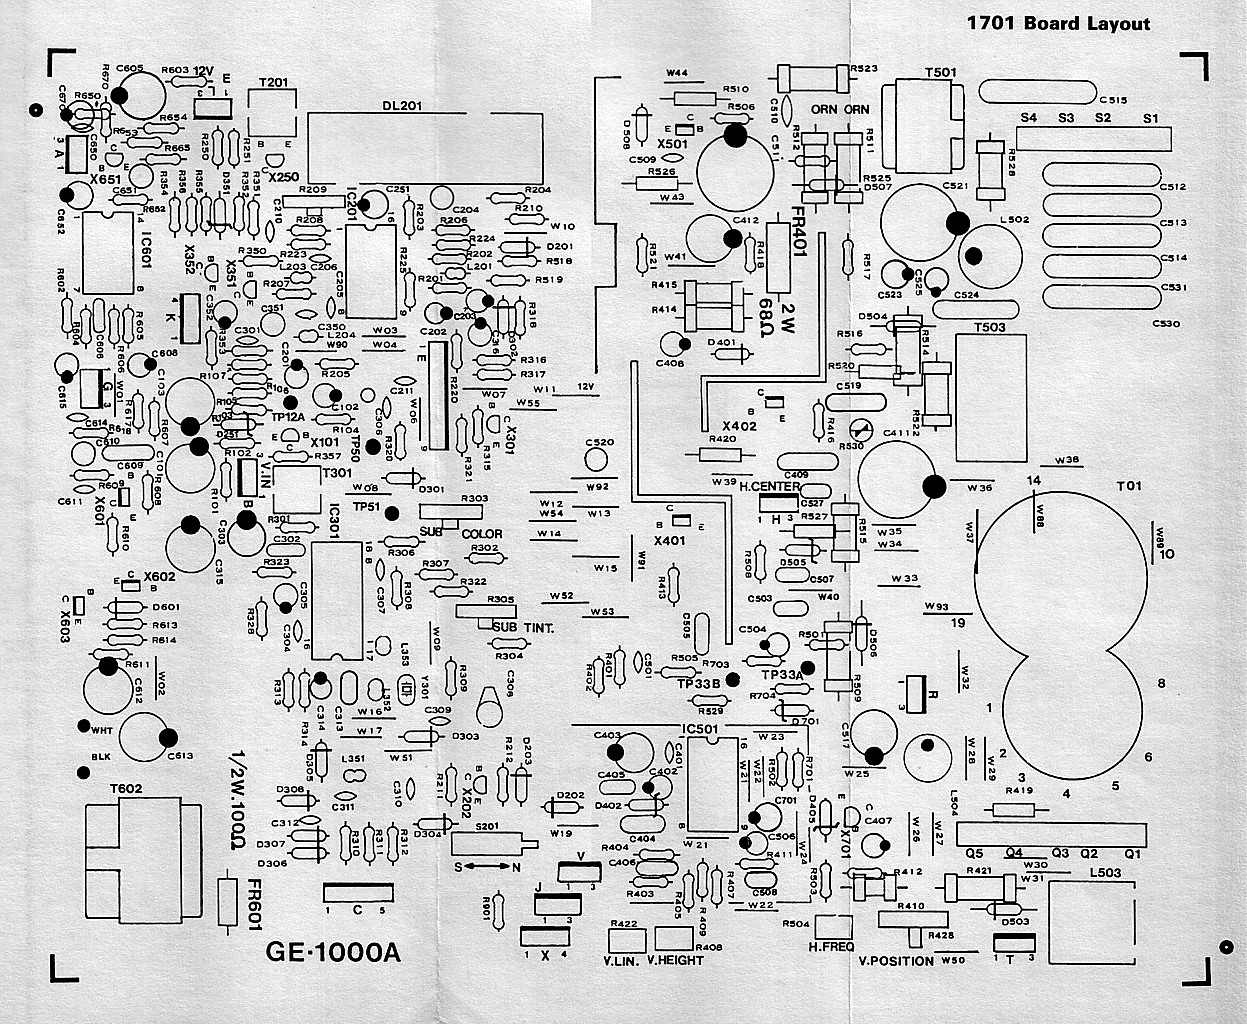 1701 Board Layout
C605
R603
12V
E
T201
W44
R510
R523
T501
C515
R670
R650
C670
DL201
R506
ORN ORN
C510
S4 S3 S2 S1
R654
R653
C650
R665
R250
R251
D508
X501
E
C
B
C511
R512
R511
R528
3 A 1
X651
X250
C509
R526
W43
R525
D507
C512
C651
R652
C652
R354
R356
R355
D351
R352
R351
R209
C210
R208
C251
IC201
R203
C204
R204
R210
W10
C521
L502
C513
IC601
X352
X351
R350
R223
L203
C206
R207
C205
R225
R206
R224
R202
L201
R201
D201
R518
R519
R521
W41
C412
R418
FR401
R517
C523
C525
C524
C514
C531
C530
R602
K
C352
C351
C350
L204
W03
W90
W04
C202
C203
R318
R415
R414
2W
68Ω
D504
R516
R514
T503
R604
C606
R606
R605
C608
C103
R353
C301
R107
C201
R205
C316
D302
R316
R317
C408
D401
R520
C519
C615
G
W01
R617
R106
C102
C211
W06
R220
W07
W11
W55
12V
X402
R522
C614
R618
C610
R607
R103
D251
TP12A
R104
C306
X301
R420
R416
R530
C411
C609
R609
R608
C101
R102
X101
R357
TP50
R320
R315
R321
C520
W39
C409
W38
C611
X601
R610
R101
V.IN
T301
W08
D301
W92
H.CENTER
C527
W36
14
T01
B
R301
IC301
TP51
R303
SUB COLOR
W12
W54
W13
W14
1 H 3
R527
R515
W35
W34
W37
W88
W89
10
C303
C302
C315
R306
R302
X401
D505
R508
C507
X602
X603
D601
R613
R614
R323
C305
R328
C304
C307
R308
R307
R322
R305
SUB TINT.
W15
W52
W53
W91
R413
C503
W40
W33
W93
19
R611
C612
W02
L353
W09
R304
C505
C504
R501
D506
R313
C314
C313
L352
Y301
R309
C308
R402
R401
C501
R505
R703
TP33B
TP33A
R704
R509
R
3
W32
8
WHT
BLK
C613
R314
W16
W17
C309
D303
R529
D701
IC501
W23
C517
1
T602
1/2W.100Ω
D305
L351
W51
C403
C401
W21
W22
R502
R701
W25
W28
W29
2
3
4
5
6
D308
C311
C310
R211
X202
R212
D203
C405
C402
D402
C701
D405
X701
C407
L504
R419
C312
D307
D306
R310
R311
R312
D304
S201
D202
W19
C404
W21
C506
W24
W26
W27
Q5 Q4 Q3 Q2 Q1
S N
R404
C406
R403
R411
C508
R503
R412
W30
W31
R421
L503
FR601
1 C 5
R901
V
1 3
J
1 3
R405
R409
R407
W22
R504
R410
D503
GE·1000A
1 X 4
R422
R408
V.LIN. V.HEIGHT
H.FREQ
R428
V.POSITION W50
1 T 3